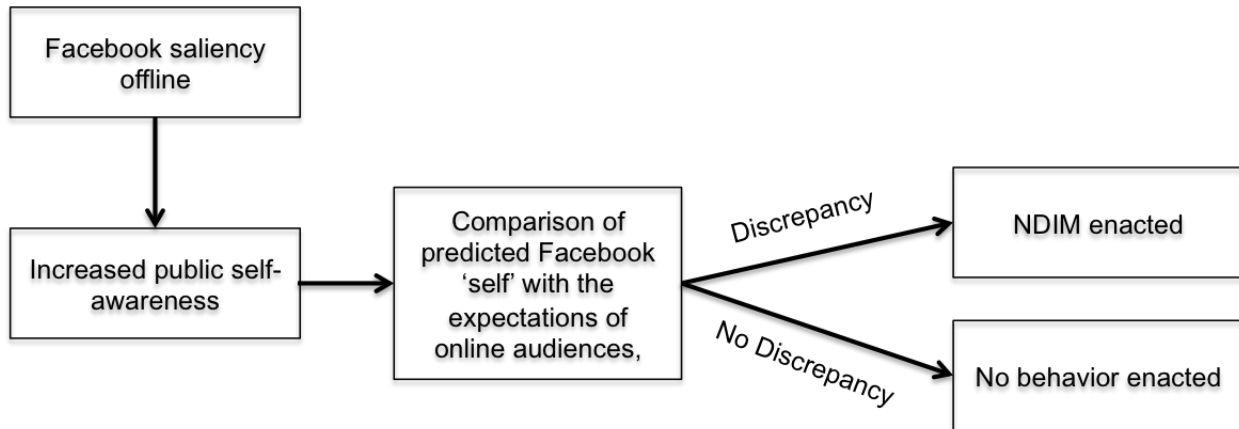 Facebook saliency
offline
Increased public self-
awareness
Comparison of
predicted Facebook
‘self’ with the
expectations of
online audiences,
Discrepancy
No Discrepancy
NDIM enacted
No behavior enacted